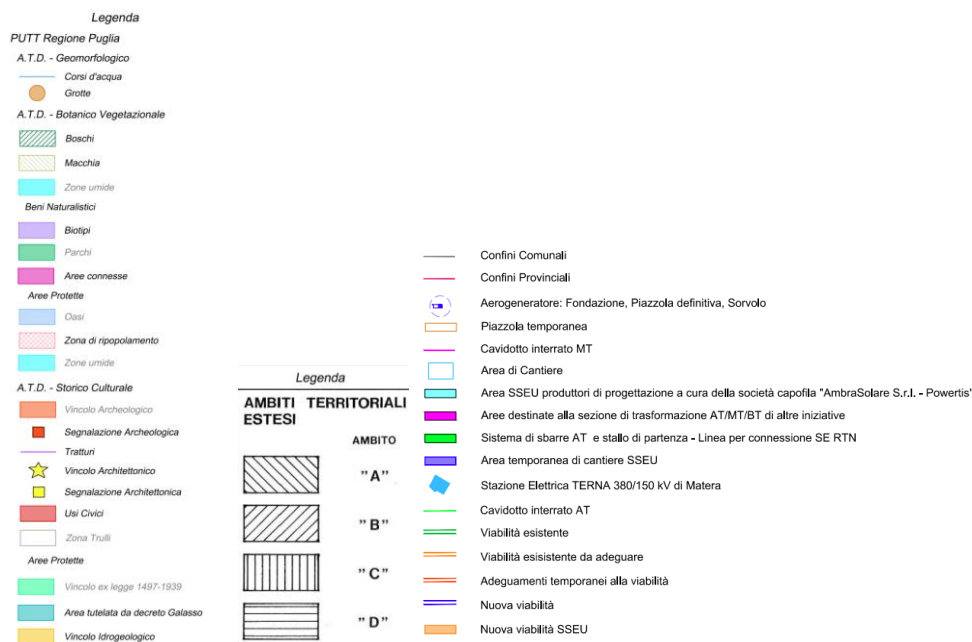 Legenda
PUTT Regione Puglia
A.T.D. - Geomorfologico
Corsi d'acqua
Grotte
A.T.D. - Botanico Vegetazionale
Boschi
Macchia
Zone umide
Beni Naturalistici
Biotipi
Parchi
Aree connesse
Aree Protette
Oasi
Zona di ripopolamento
Zone umide
A.T.D. - Storico Culturale
Vincolo Archeologico
Segnalazione Archeologica
Tratturi
Vincolo Architettonico
Segnalazione Architettonica
Usi Civici
Zona Trulli
Aree Protette
Vincolo ex legge 1497-1939
Area tutelata da decreto Galasso
Vincolo Idrogeologico
Legenda
AMBITI TERRITORIALI
ESTESI
AMBITO
"A"
"B"
"C"
"D"
Confini Comunali
Confini Provinciali
Aerogeneratore: Fondazione, Piazzola definitiva, Sorvolo
Piazzola temporanea
Cavidotto interrato MT
Area di Cantiere
Area SSEU produttori di progettazione a cura della società capofila "AmbraSolare S.r.l. - Powertis"
Aree destinate alla sezione di trasformazione AT/MT/BT di altre iniziative
Sistema di sbarre AT e stallo di partenza - Linea per connessione SE RTN
Area temporanea di cantiere SSEU
Stazione Elettrica TERNA 380/150 kV di Matera
Cavidotto interrato AT
Viabilità esistente
Viabilità esisistente da adeguare
Adeguamenti temporanei alla viabilità
Nuova viabilità
Nuova viabilità SSEU